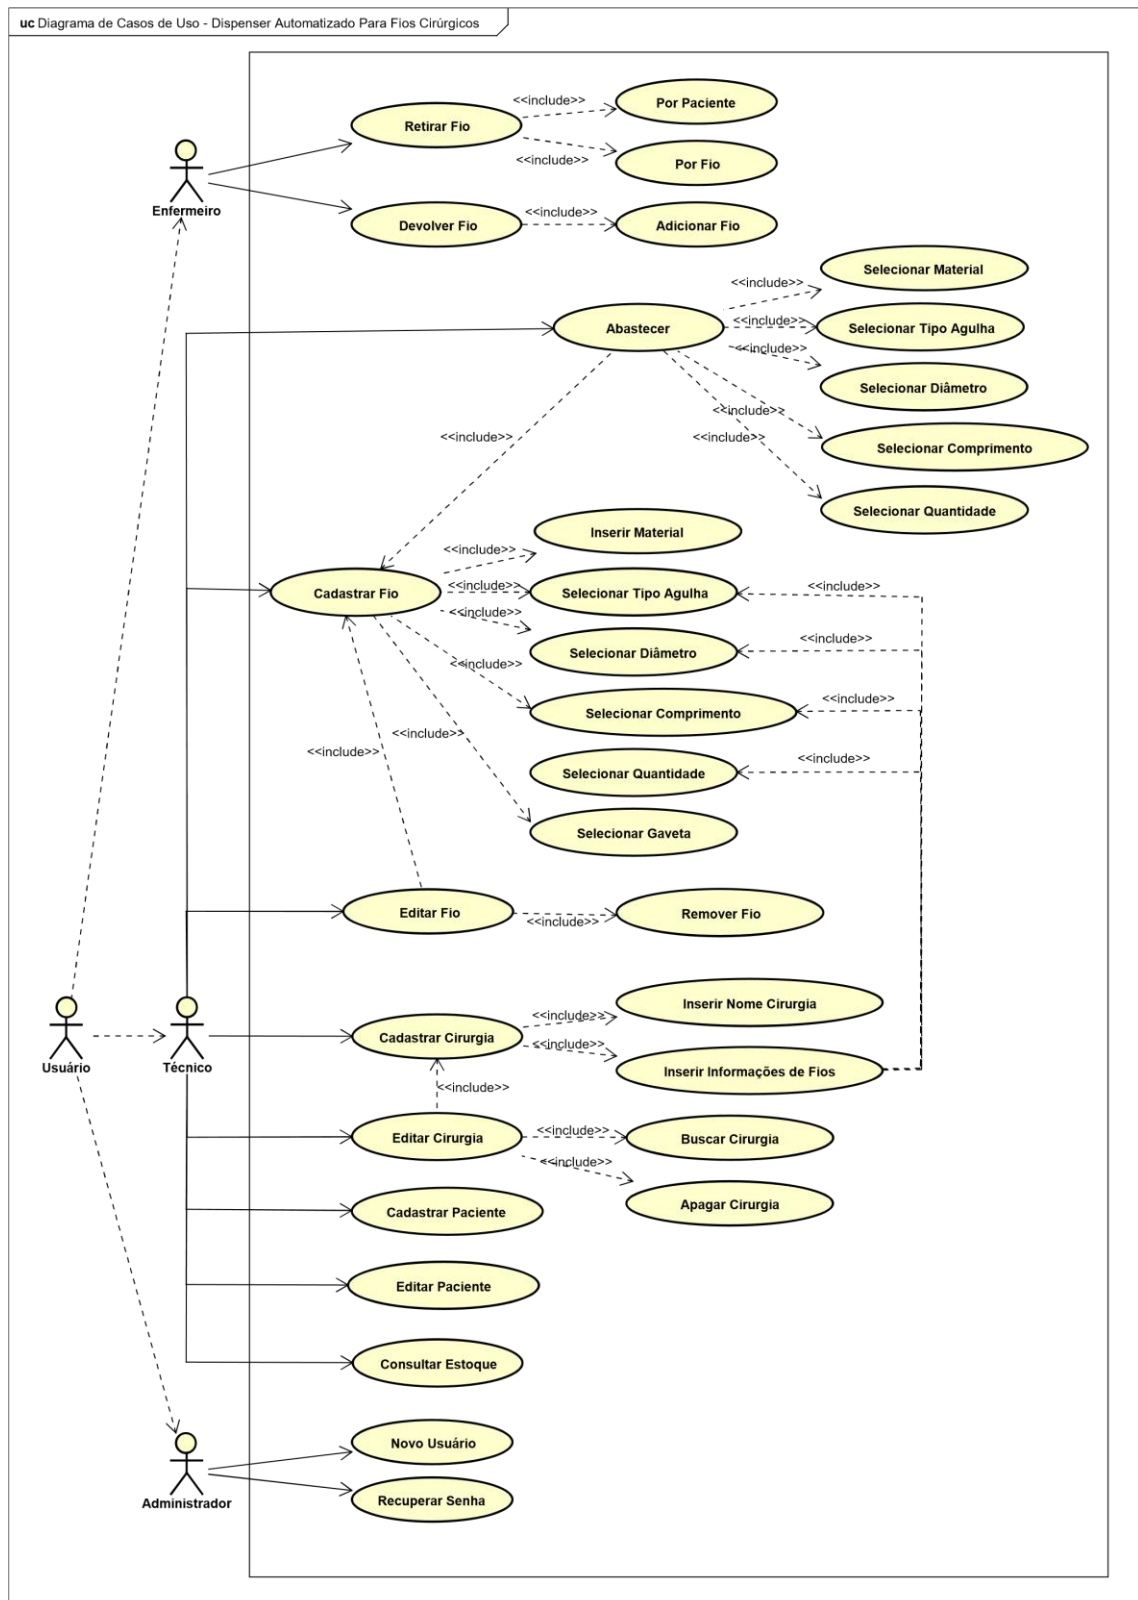 uc Diagrama de Casos de Uso - Dispenser Automatizado Para Fios Cirúrgicos
<<include>>
Por Paciente
Retirar Fio
<<include>>
Por Fio
Enfermeiro
Devolver Fio
<<include>>
Adicionar Fio
Selecionar Material
<<include>>
Abastecer
<<include>>
Selecionar Tipo Agulha
<<include>>
Selecionar Diâmetro
<<include>>
<<include>>
<<include>>
Selecionar Comprimento
Selecionar Quantidade
Inserir Material
<<include>>
Cadastrar Fio
<<include>>
Selecionar Tipo Agulha
<<include>>
<<include>>
Selecionar Diâmetro
<<include>>
<<include>>
Selecionar Comprimento
<<include>>
<<include>>
<<include>>
Selecionar Quantidade
<<include>>
Selecionar Gaveta
Editar Fio
<<include>>
Remover Fio
Inserir Nome Cirurgia
<<include>>
Cadastrar Cirurgia
<<include>>
Usuário
Técnico
Inserir Informações de Fios
<<include>>
Editar Cirurgia
<<include>>
Buscar Cirurgia
<<include>>
Apagar Cirurgia
Cadastrar Paciente
Editar Paciente
Consultar Estoque
Novo Usuário
Administrador
Recuperar Senha